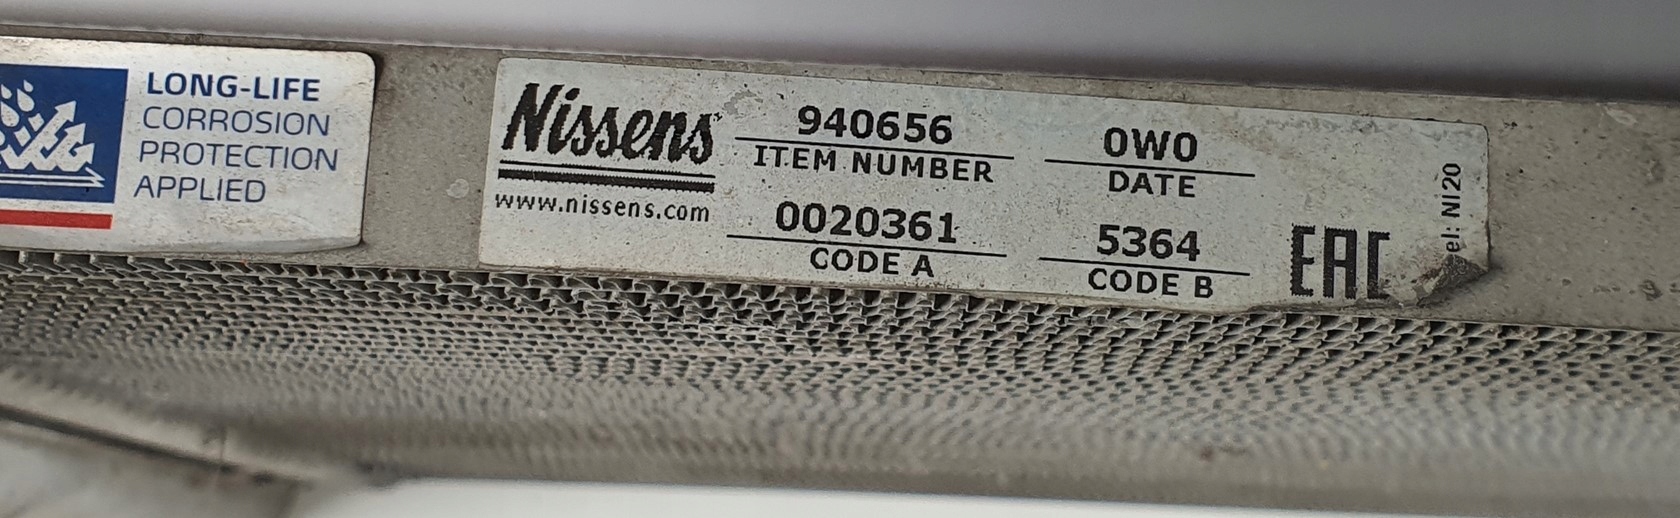 LONG-LIFE
CORROSION
PROTECTION
APPLIED
Nissens
www.nissens.com
940656
ITEM NUMBER
0W0
DATE
0020361
CODE A
5364
CODE B
EAC
el: NI20